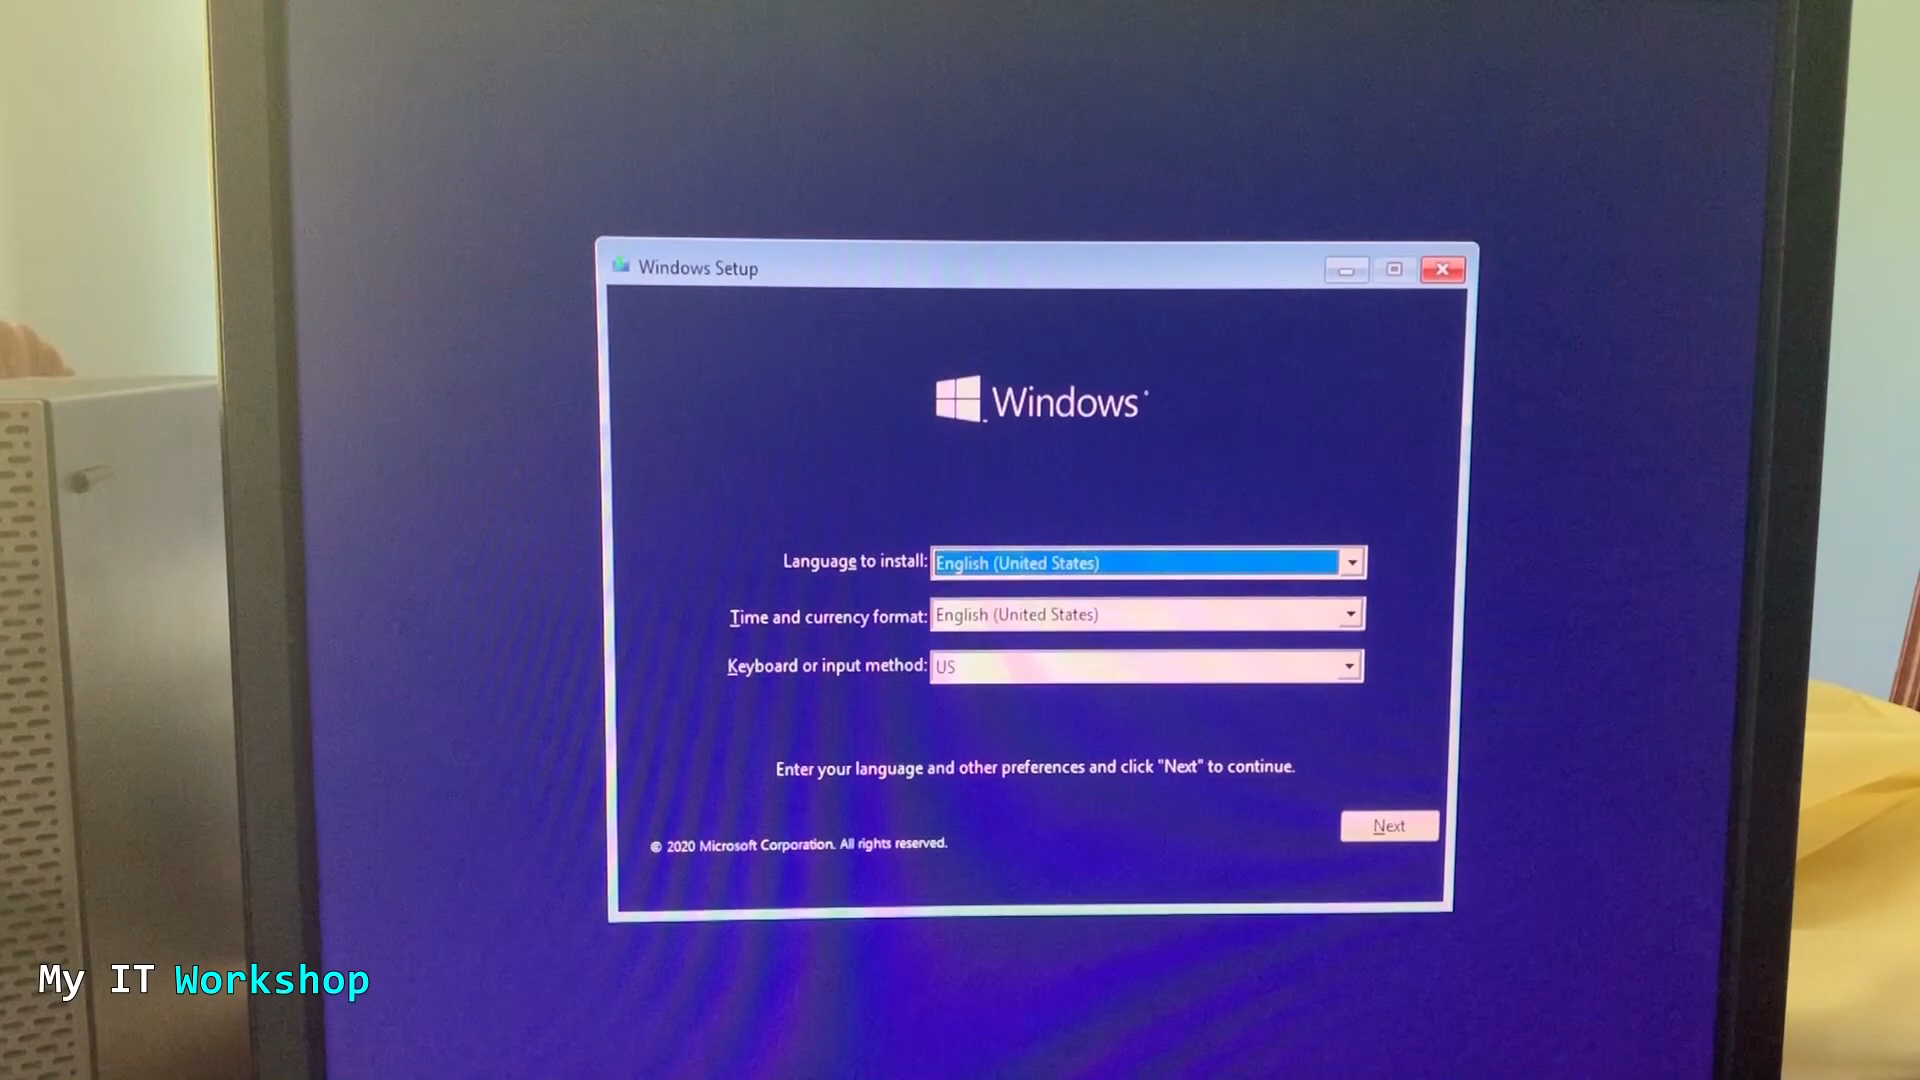 Windows Setup
Windows
Language to install: English (United States)
Time and currency format: English (United States)
Keyboard or input method: US
Enter your language and other preferences and click "Next" to continue.
Next
© 2020 Microsoft Corporation. All rights reserved.
My IT Workshop